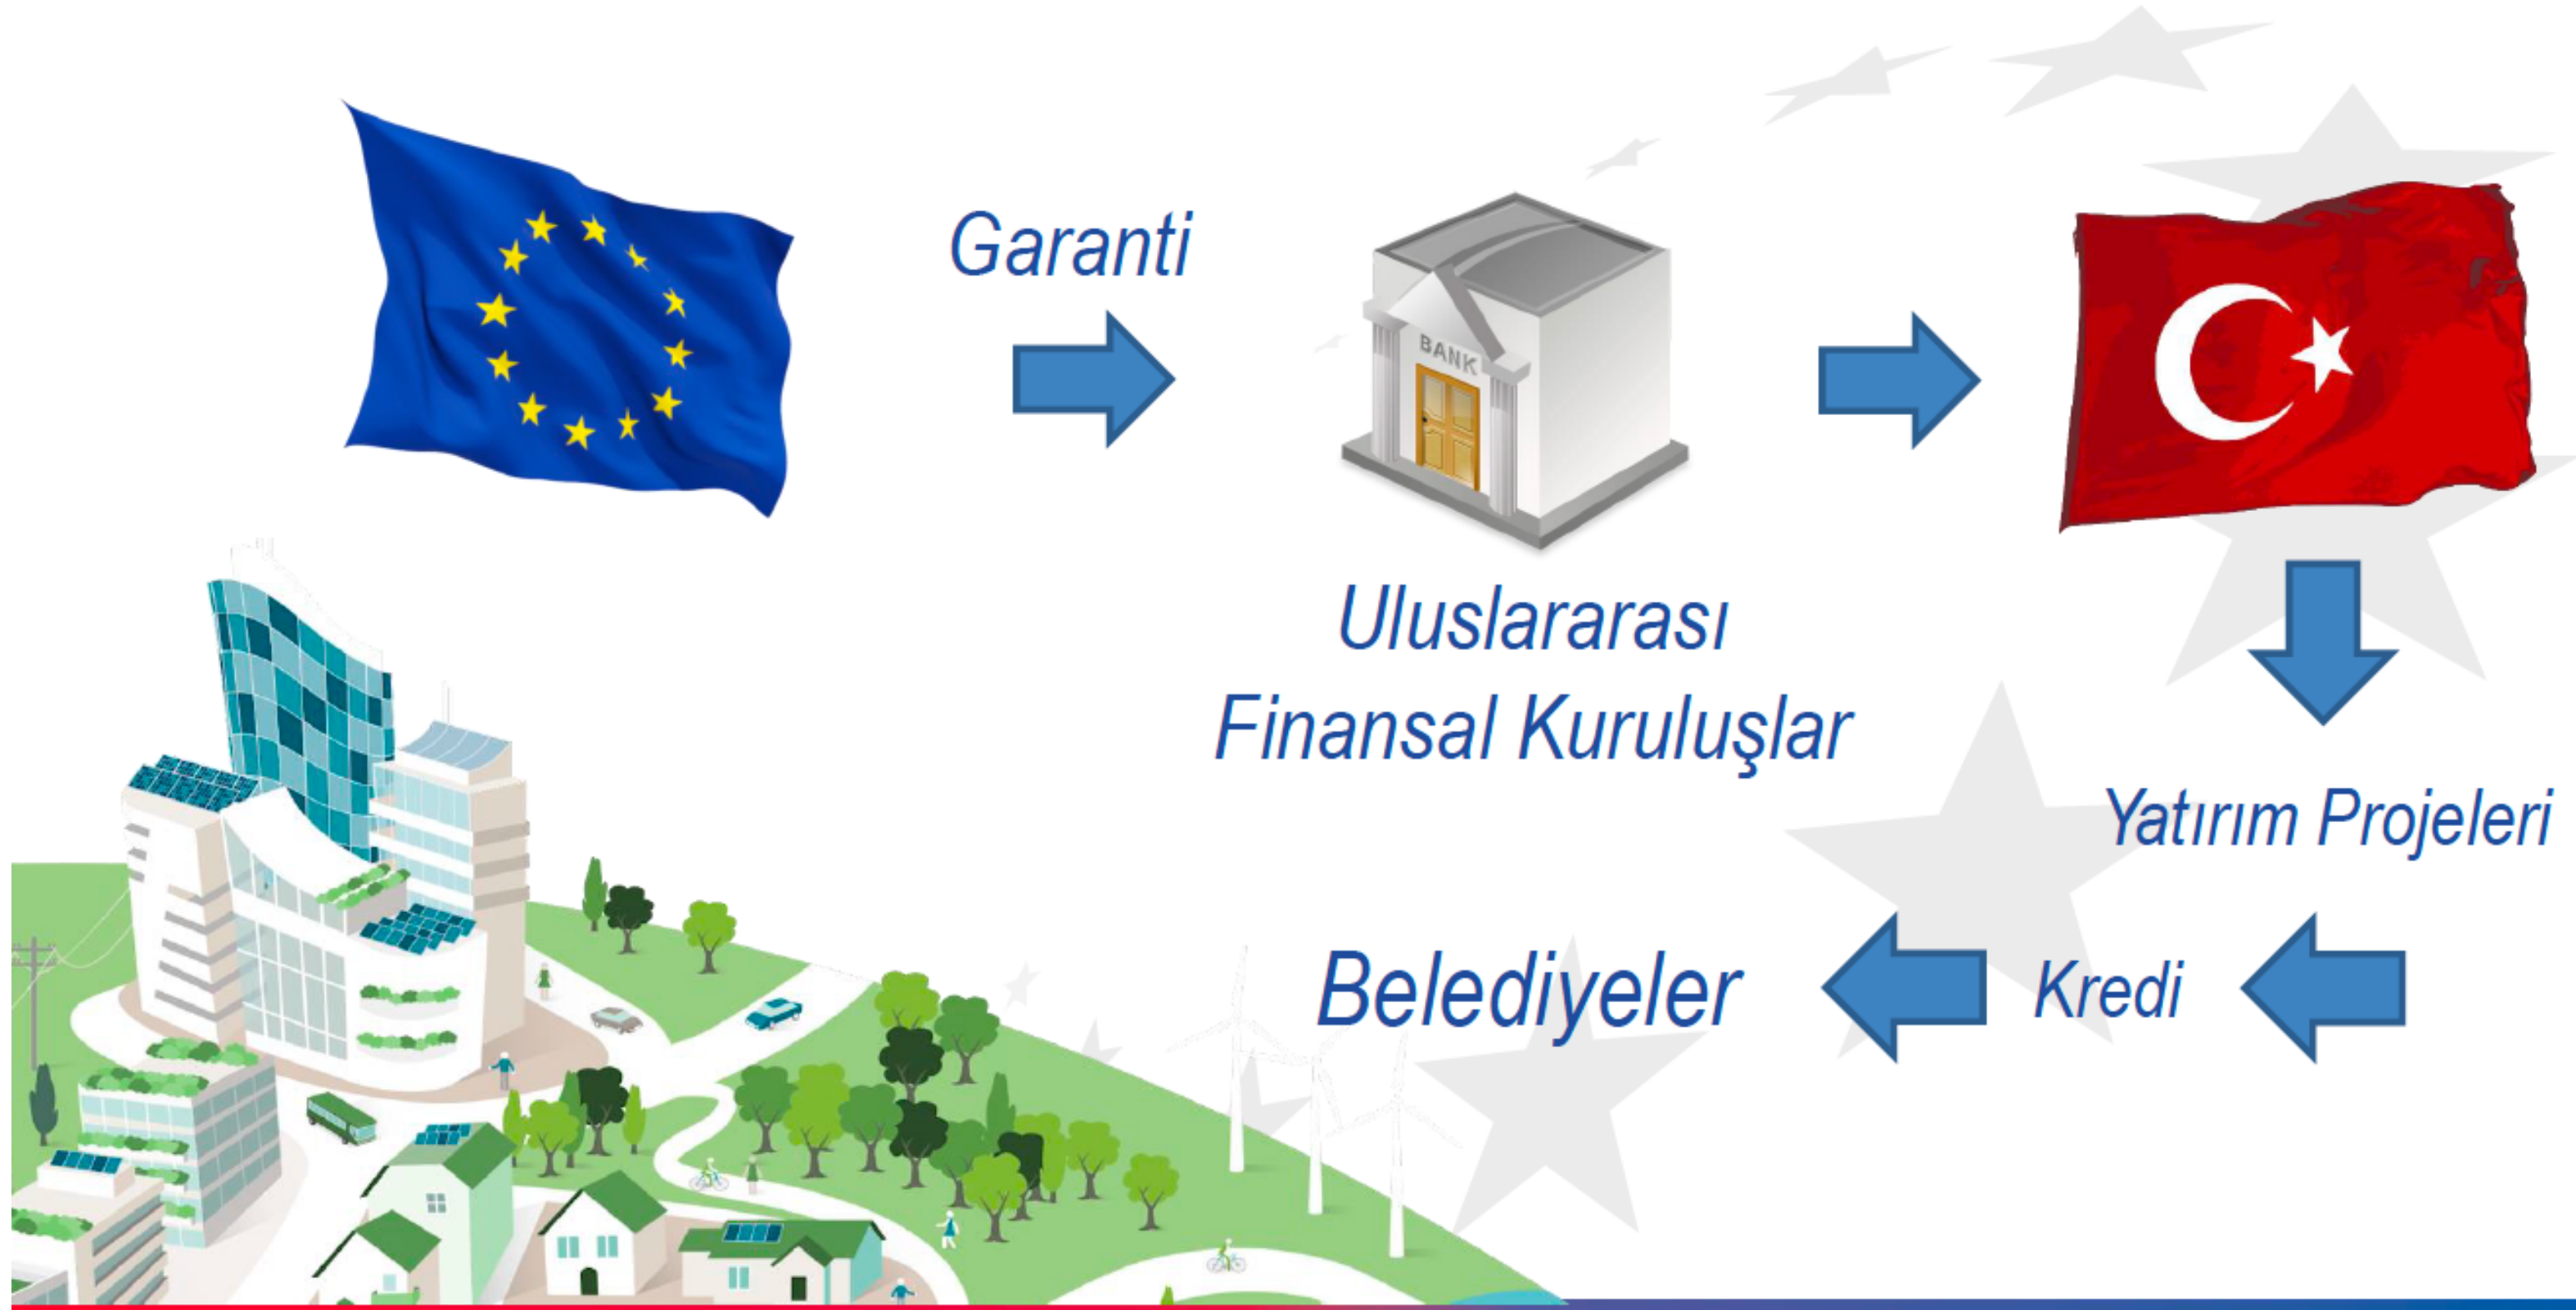 Garanti
BANK
Uluslararası
Finansal Kuruluşlar
Yatırım Projeleri
Kredi
Belediyeler